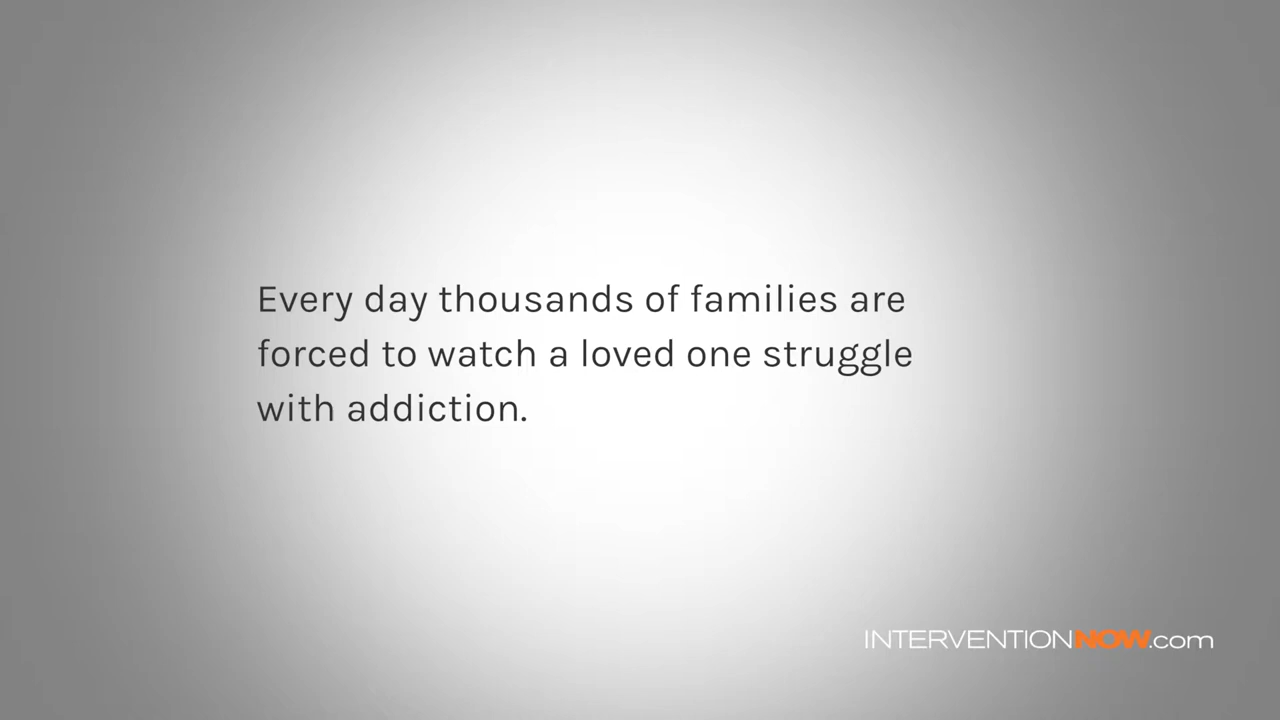 Every day thousands of families are
forced to watch a loved one struggle
with addiction.
INTERVENTIONNOW.com